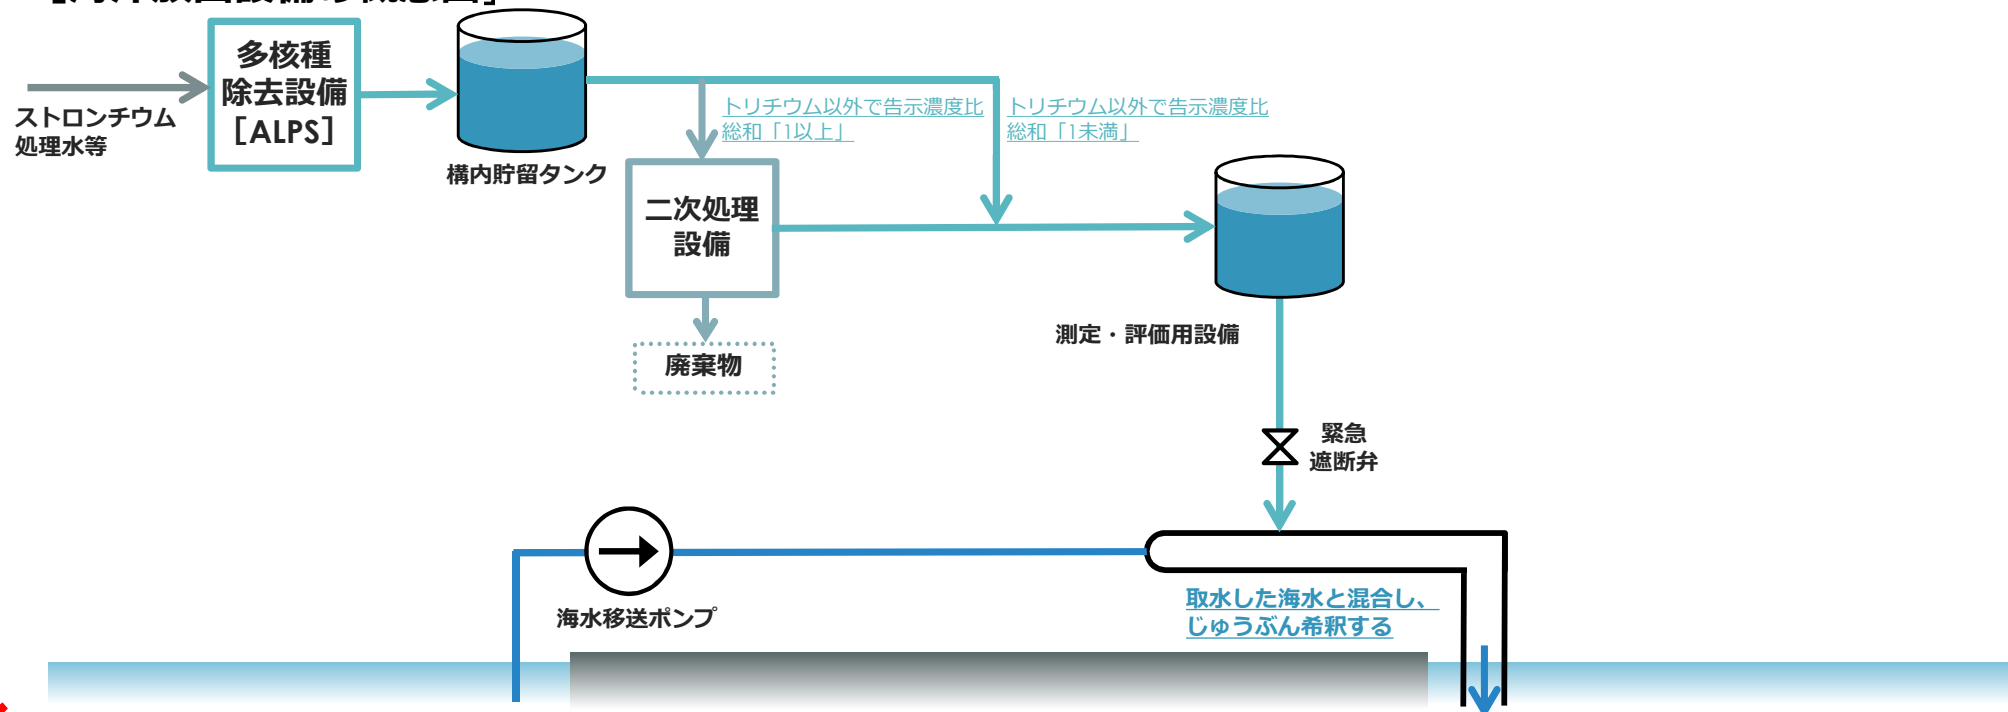 多核種
除去設備
[ALPS]
ストロンチウム
処理水等
構内貯留タンク
トリチウム以外で告示濃度比
総和「1以上」
トリチウム以外で告示濃度比
総和「1未満」
二次処理
設備
廃棄物
測定・評価用設備
緊急
遮断弁
海水移送ポンプ
取水した海水と混合し、
じゅうぶん希釈する